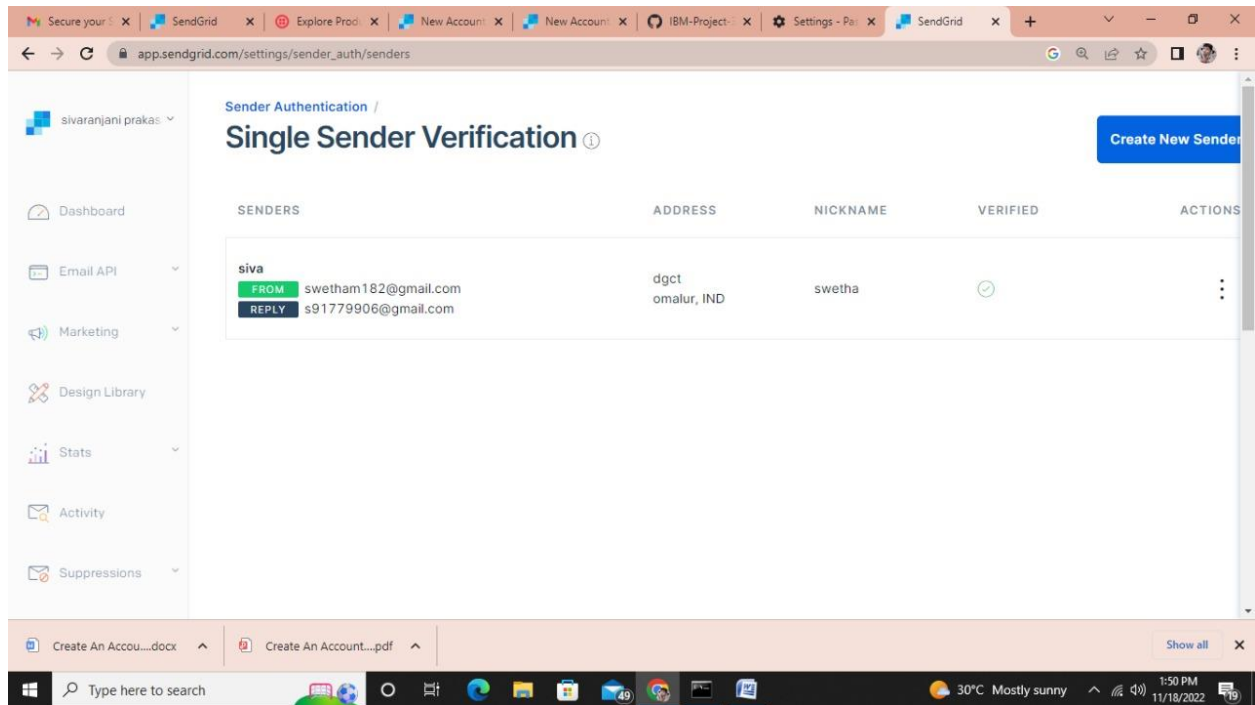 Secure your S
SendGrid
Explore Produ
New Account
New Account
IBM-Project-
Settings - Pas
SendGrid
app.sendgrid.com/settings/sender_auth/senders
sivaranjani prakas
Sender Authentication /
Single Sender Verification
Create New Sender
Dashboard
Email API
Marketing
Design Library
Stats
Activity
Suppressions
SENDERS ADDRESS NICKNAME VERIFIED ACTIONS
siva
FROM swetham182@gmail.com
REPLY s91779906@gmail.com
dgct
omalur, IND
swetha
Create An Accou....docx
Create An Account....pdf
Show all
Type here to search
49
30°C Mostly sunny
1:50 PM
11/18/2022
19